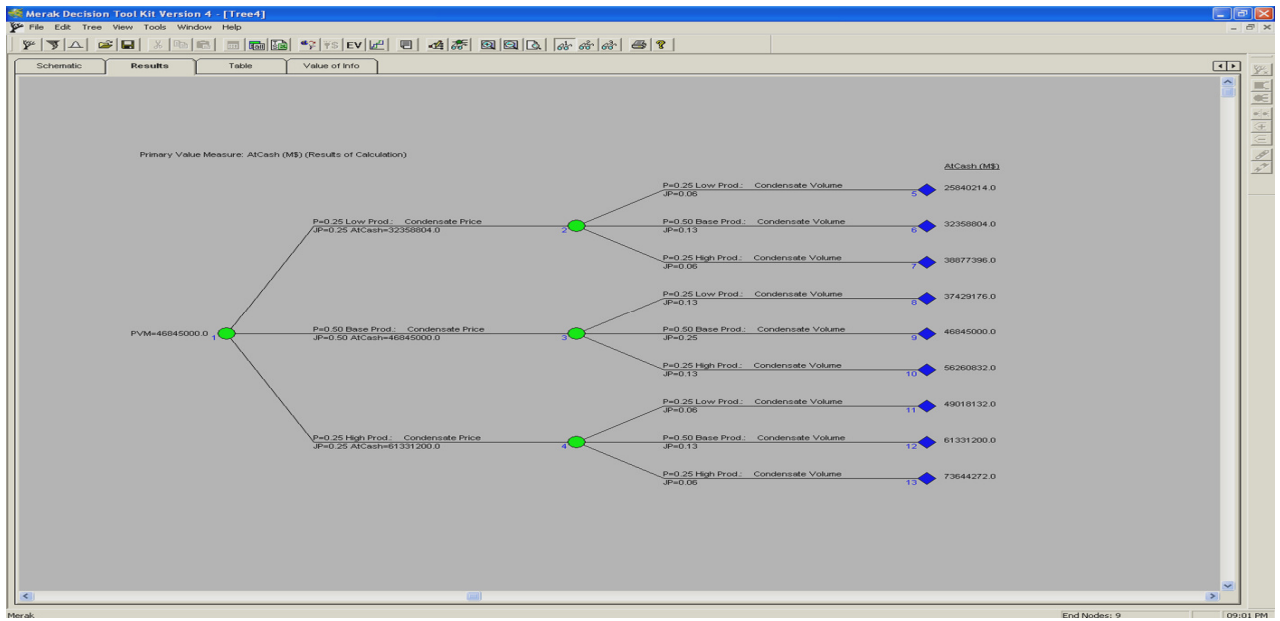 Merak Decision Tool Kit Version 4 - [Tree4]
File Edit Tree View Tools Window Help
EV
Schematic Results Table Value of Info
Primary Value Measure: AtCash (M$) (Results of Calculation)
AtCash (M$)
P=0.25 Low Prod.: Condensate Volume
JP=0.06
5
25840214.0
P=0.25 Low Prod.: Condensate Price
JP=0.25 AtCash=32358804.0
2
P=0.50 Base Prod.: Condensate Volume
JP=0.13
6
32358804.0
P=0.25 High Prod.: Condensate Volume
JP=0.06
7
38877396.0
P=0.25 Low Prod.: Condensate Volume
JP=0.13
8
37429176.0
PVM=46845000.0
1
P=0.50 Base Prod.: Condensate Price
JP=0.50 AtCash=46845000.0
3
P=0.50 Base Prod.: Condensate Volume
JP=0.25
9
46845000.0
P=0.25 High Prod.: Condensate Volume
JP=0.13
10
56260832.0
P=0.25 Low Prod.: Condensate Volume
JP=0.06
11
49018132.0
P=0.25 High Prod.: Condensate Price
JP=0.25 AtCash=61331200.0
4
P=0.50 Base Prod.: Condensate Volume
JP=0.13
12
61331200.0
P=0.25 High Prod.: Condensate Volume
JP=0.06
13
73644272.0
Merak
End Nodes: 9
09:01 PM